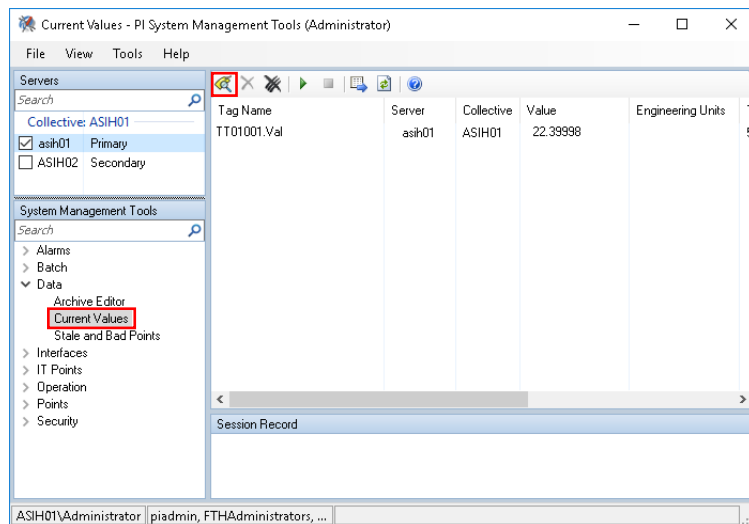 Current Values - PI System Management Tools (Administrator)
File View Tools Help
Servers
Search
Collective: ASIH01
asih01 Primary
ASIH02 Secondary
System Management Tools
Search
Alarms
Batch
Data
Archive Editor
Current Values
Stale and Bad Points
Interfaces
IT Points
Operation
Points
Security
Tag Name Server Collective Value Engineering Units
TT01001.Val asih01 ASIH01 22.39998
Session Record
ASIH01\Administrator piadmin, FTHAdministrators, ...